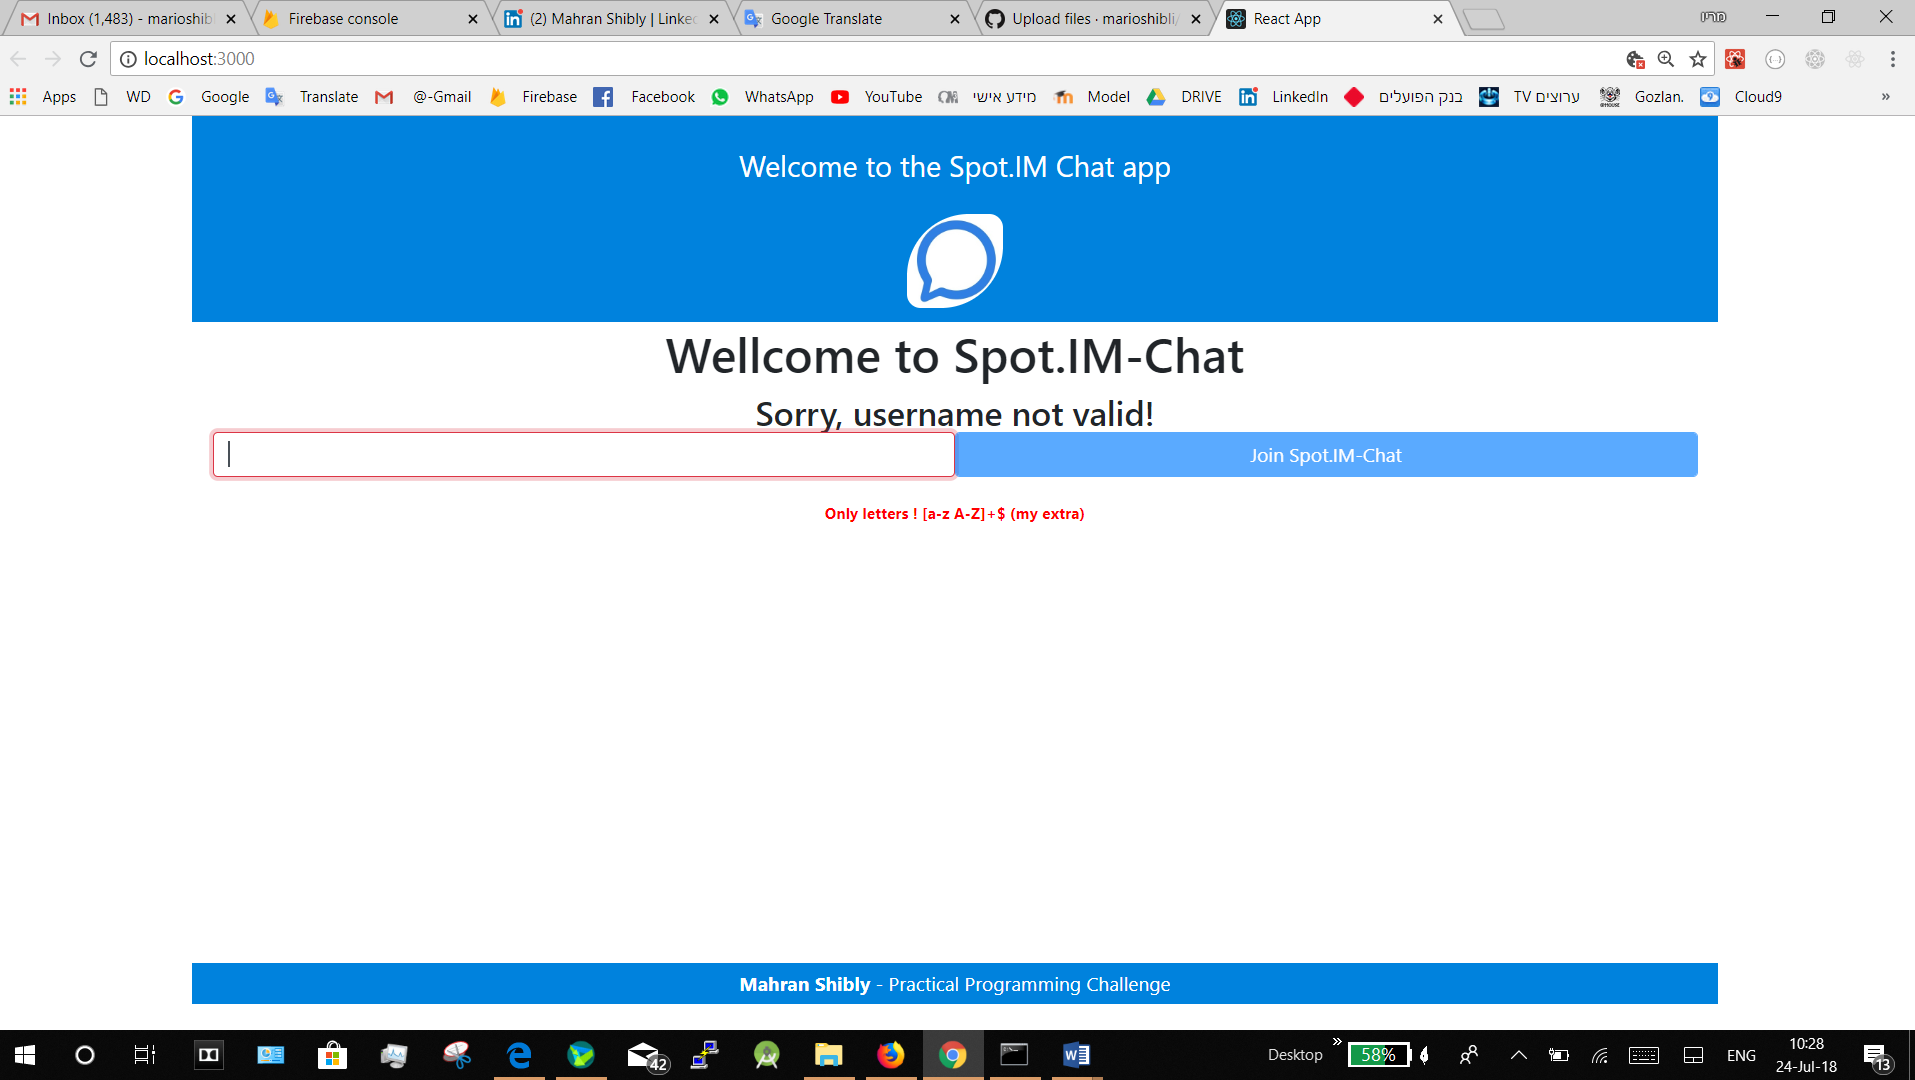 Inbox (1,483) - marioshib
Firebase console
(2) Mahran Shibly | Linke
Google Translate
Upload files · marioshibli/
React App
מריו
localhost:3000
Apps WD Google Translate @-Gmail Firebase Facebook WhatsApp YouTube מידע אישי Model DRIVE LinkedIn בנק הפועלים ערוצים TV Gozlan. Cloud9 »
Welcome to the Spot.IM Chat app
Wellcome to Spot.IM-Chat
Sorry, username not valid!
Join Spot.IM-Chat
Only letters ! [a-z A-Z]+$ (my extra)
Mahran Shibly - Practical Programming Challenge
42
Desktop » 58% ENG
10:28
24-Jul-18
13